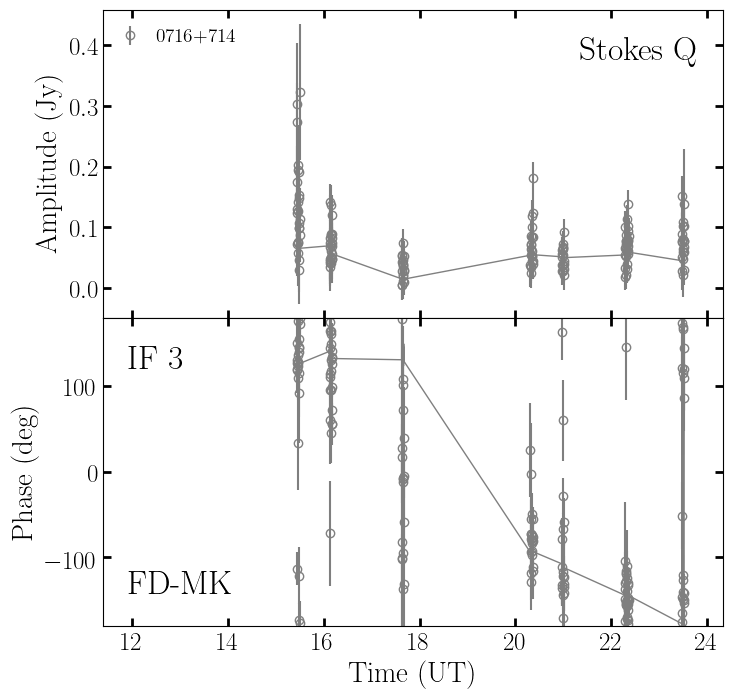 0716+714
Stokes Q
Amplitude (Jy)
0.4
0.3
0.2
0.1
0.0
IF 3
FD-MK
Phase (deg)
100
0
−100
12 14 16 18 20 22 24
Time (UT)